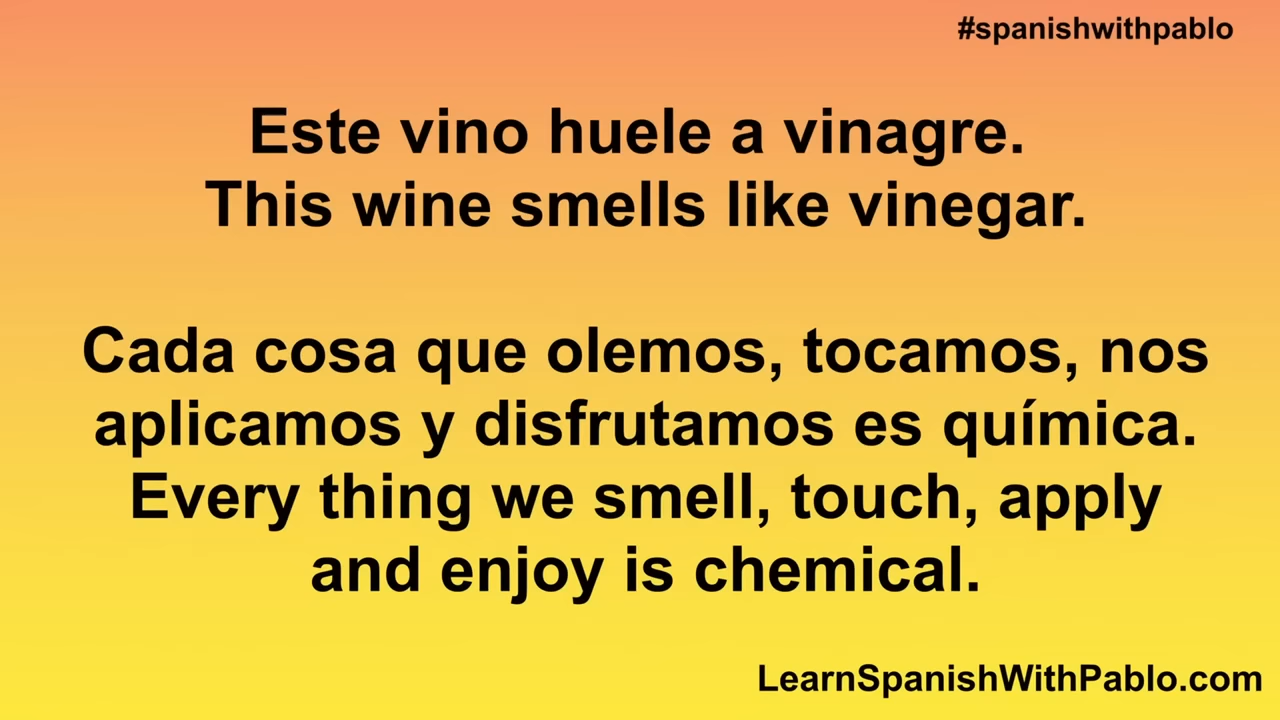 #spanishwithpablo
Este vino huele a vinagre.
This wine smells like vinegar.
Cada cosa que olemos, tocamos, nos
aplicamos y disfrutamos es química.
Every thing we smell, touch, apply
and enjoy is chemical.
LearnSpanishWithPablo.com